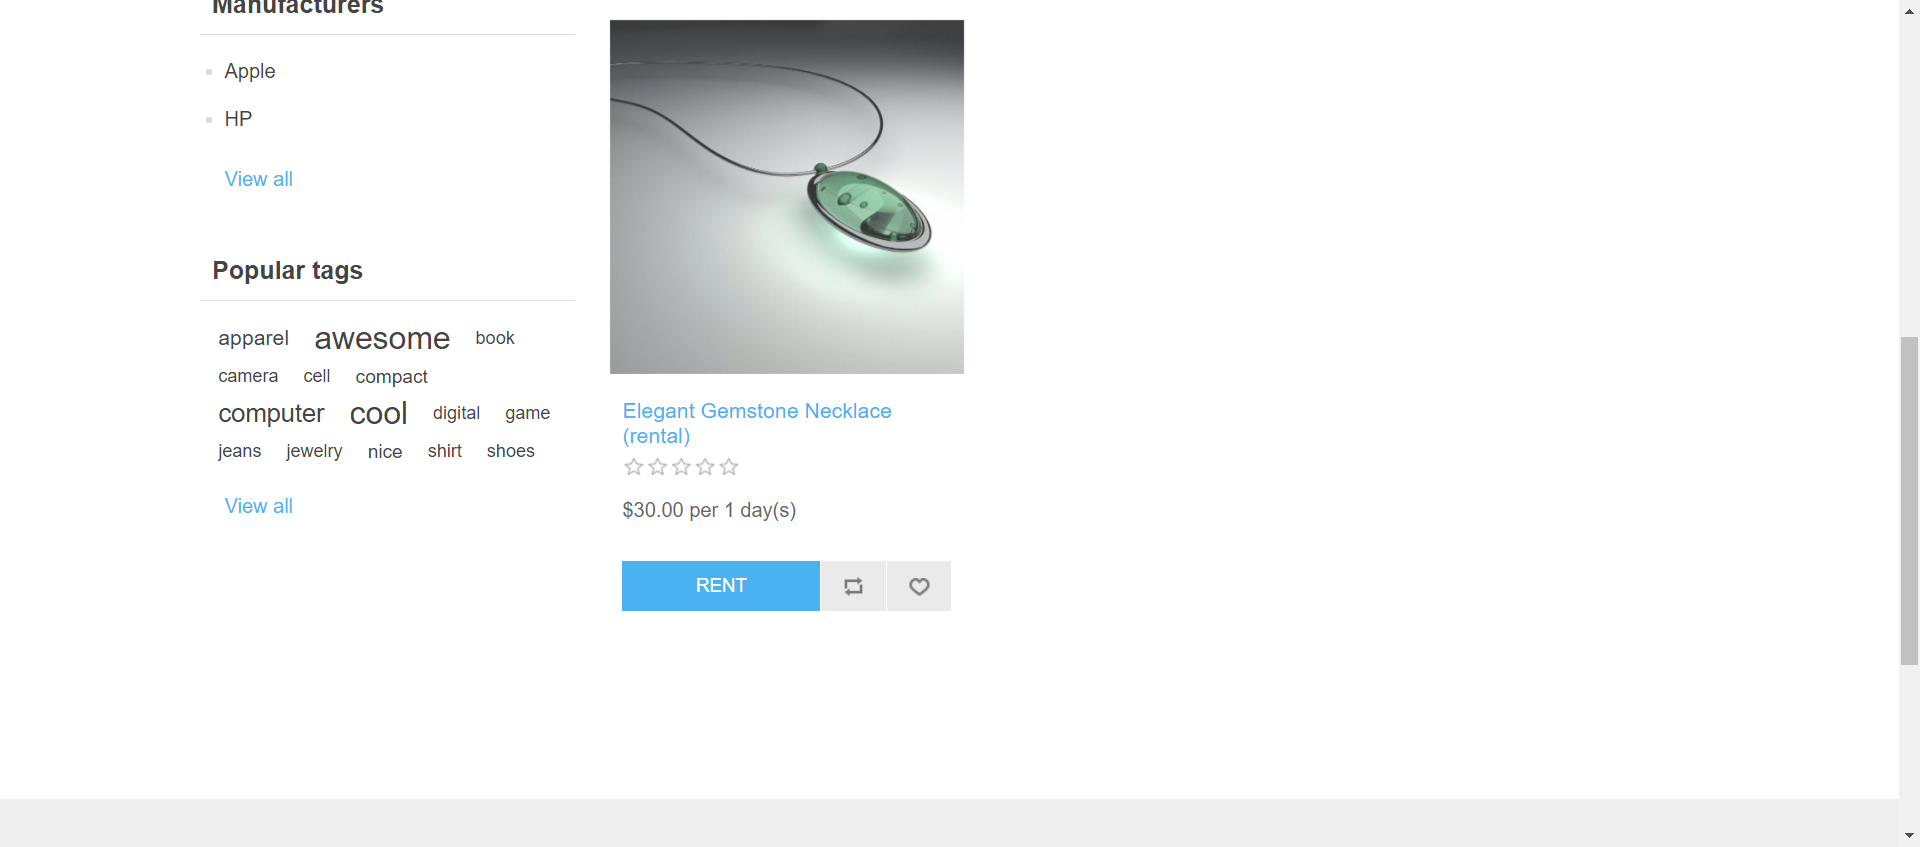 Manufacturers
Apple
HP
View all
Popular tags
apparel awesome book
camera cell compact
computer cool digital game
jeans jewelry nice shirt shoes
View all
Elegant Gemstone Necklace
(rental)
$30.00 per 1 day(s)
RENT